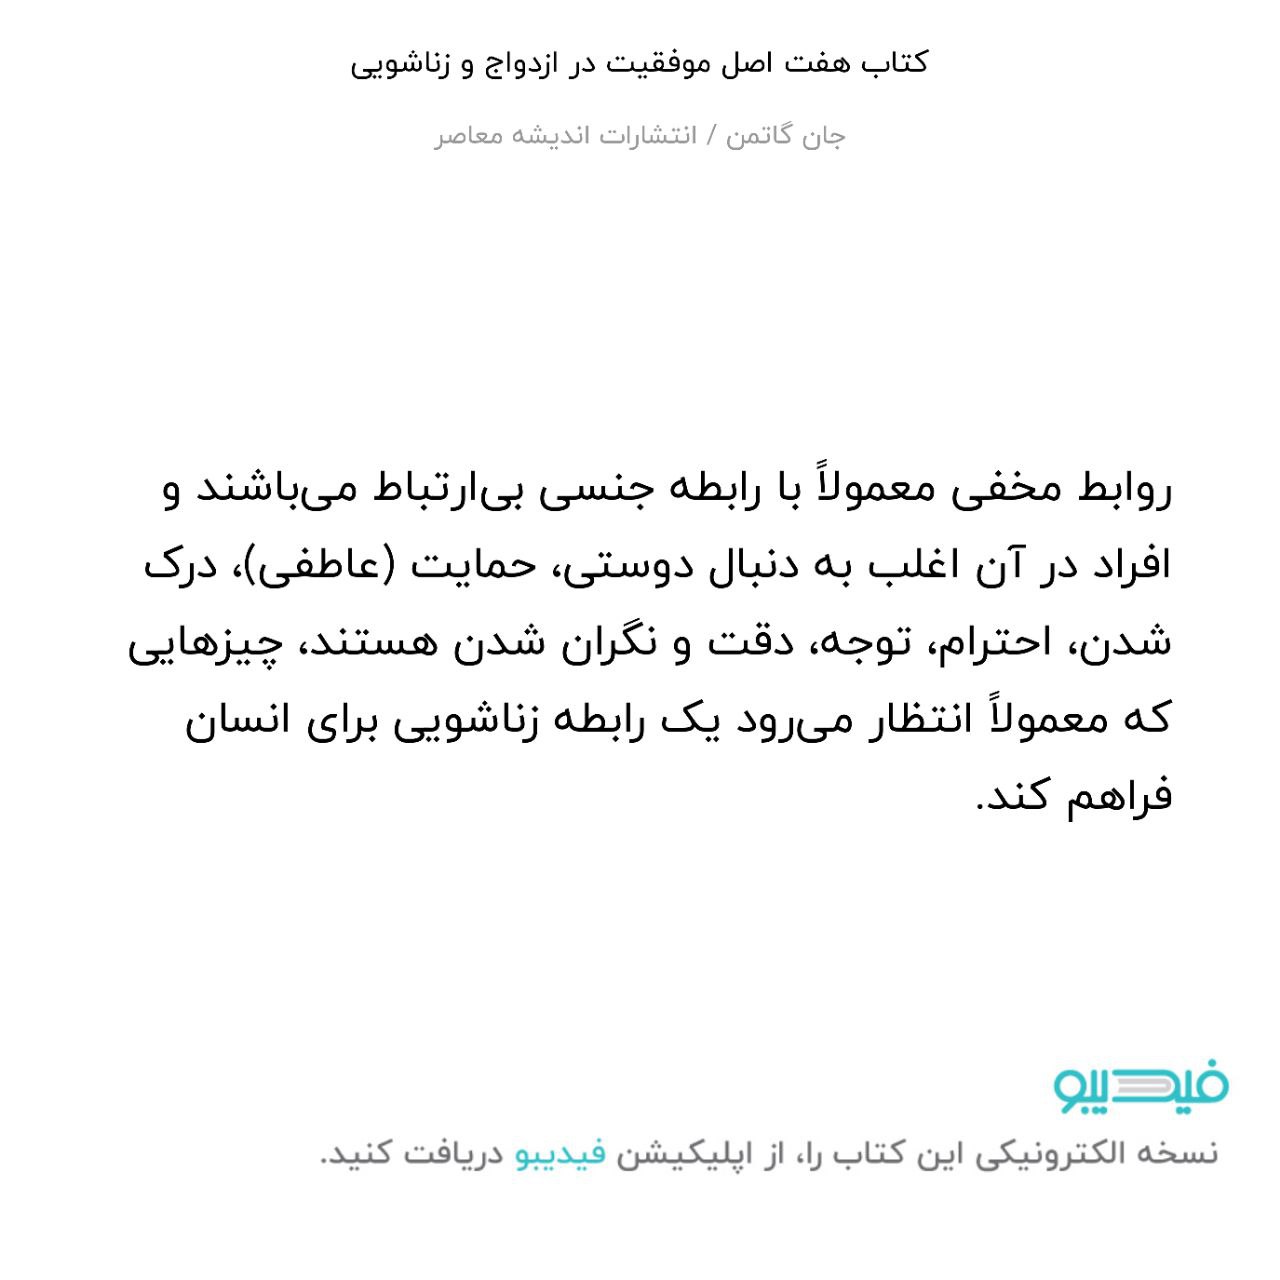 کتاب هفت اصل موفقیت در ازدواج و زناشویی
جان گاتمن / انتشارات اندیشه معاصر
روابط مخفی معمولاً با رابطه جنسی بی‌ارتباط می‌باشند و
افراد در آن اغلب به دنبال دوستی، حمایت (عاطفی)، درک
شدن، احترام، توجه، دقت و نگران شدن هستند، چیزهایی
که معمولاً انتظار می‌رود یک رابطه زناشویی برای انسان
فراهم کند.
فیدیبو
نسخه الکترونیکی این کتاب را، از اپلیکیشن فیدیبو دریافت کنید.